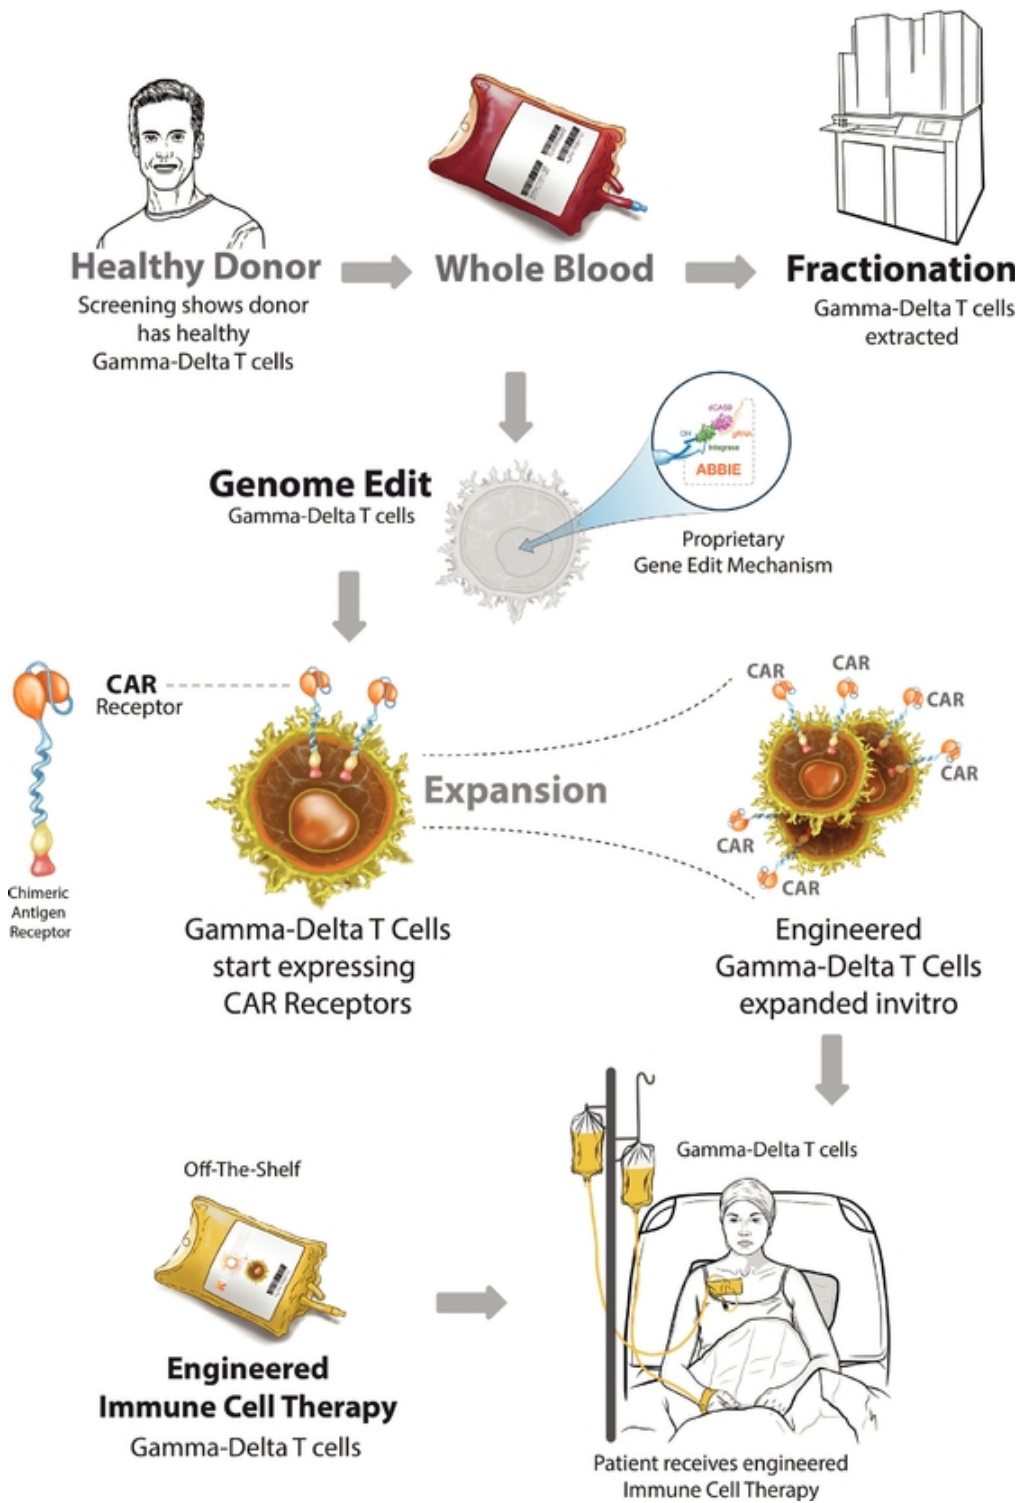 Healthy Donor
Screening shows donor
has healthy
Gamma-Delta T cells
Whole Blood
Fractionation
Gamma-Delta T cells
extracted
Genome Edit
Gamma-Delta T cells
OH
Integrase
ABBIE
Proprietary
Gene Edit Mechanism
CAR
Receptor
Chimeric
Antigen
Receptor
Gamma-Delta T Cells
start expressing
CAR Receptors
Expansion
CAR
CAR
CAR
CAR
CAR
CAR
Engineered
Gamma-Delta T Cells
expanded invitro
Off-The-Shelf
Engineered
Immune Cell Therapy
Gamma-Delta T cells
Gamma-Delta T cells
Patient receives engineered
Immune Cell Therapy